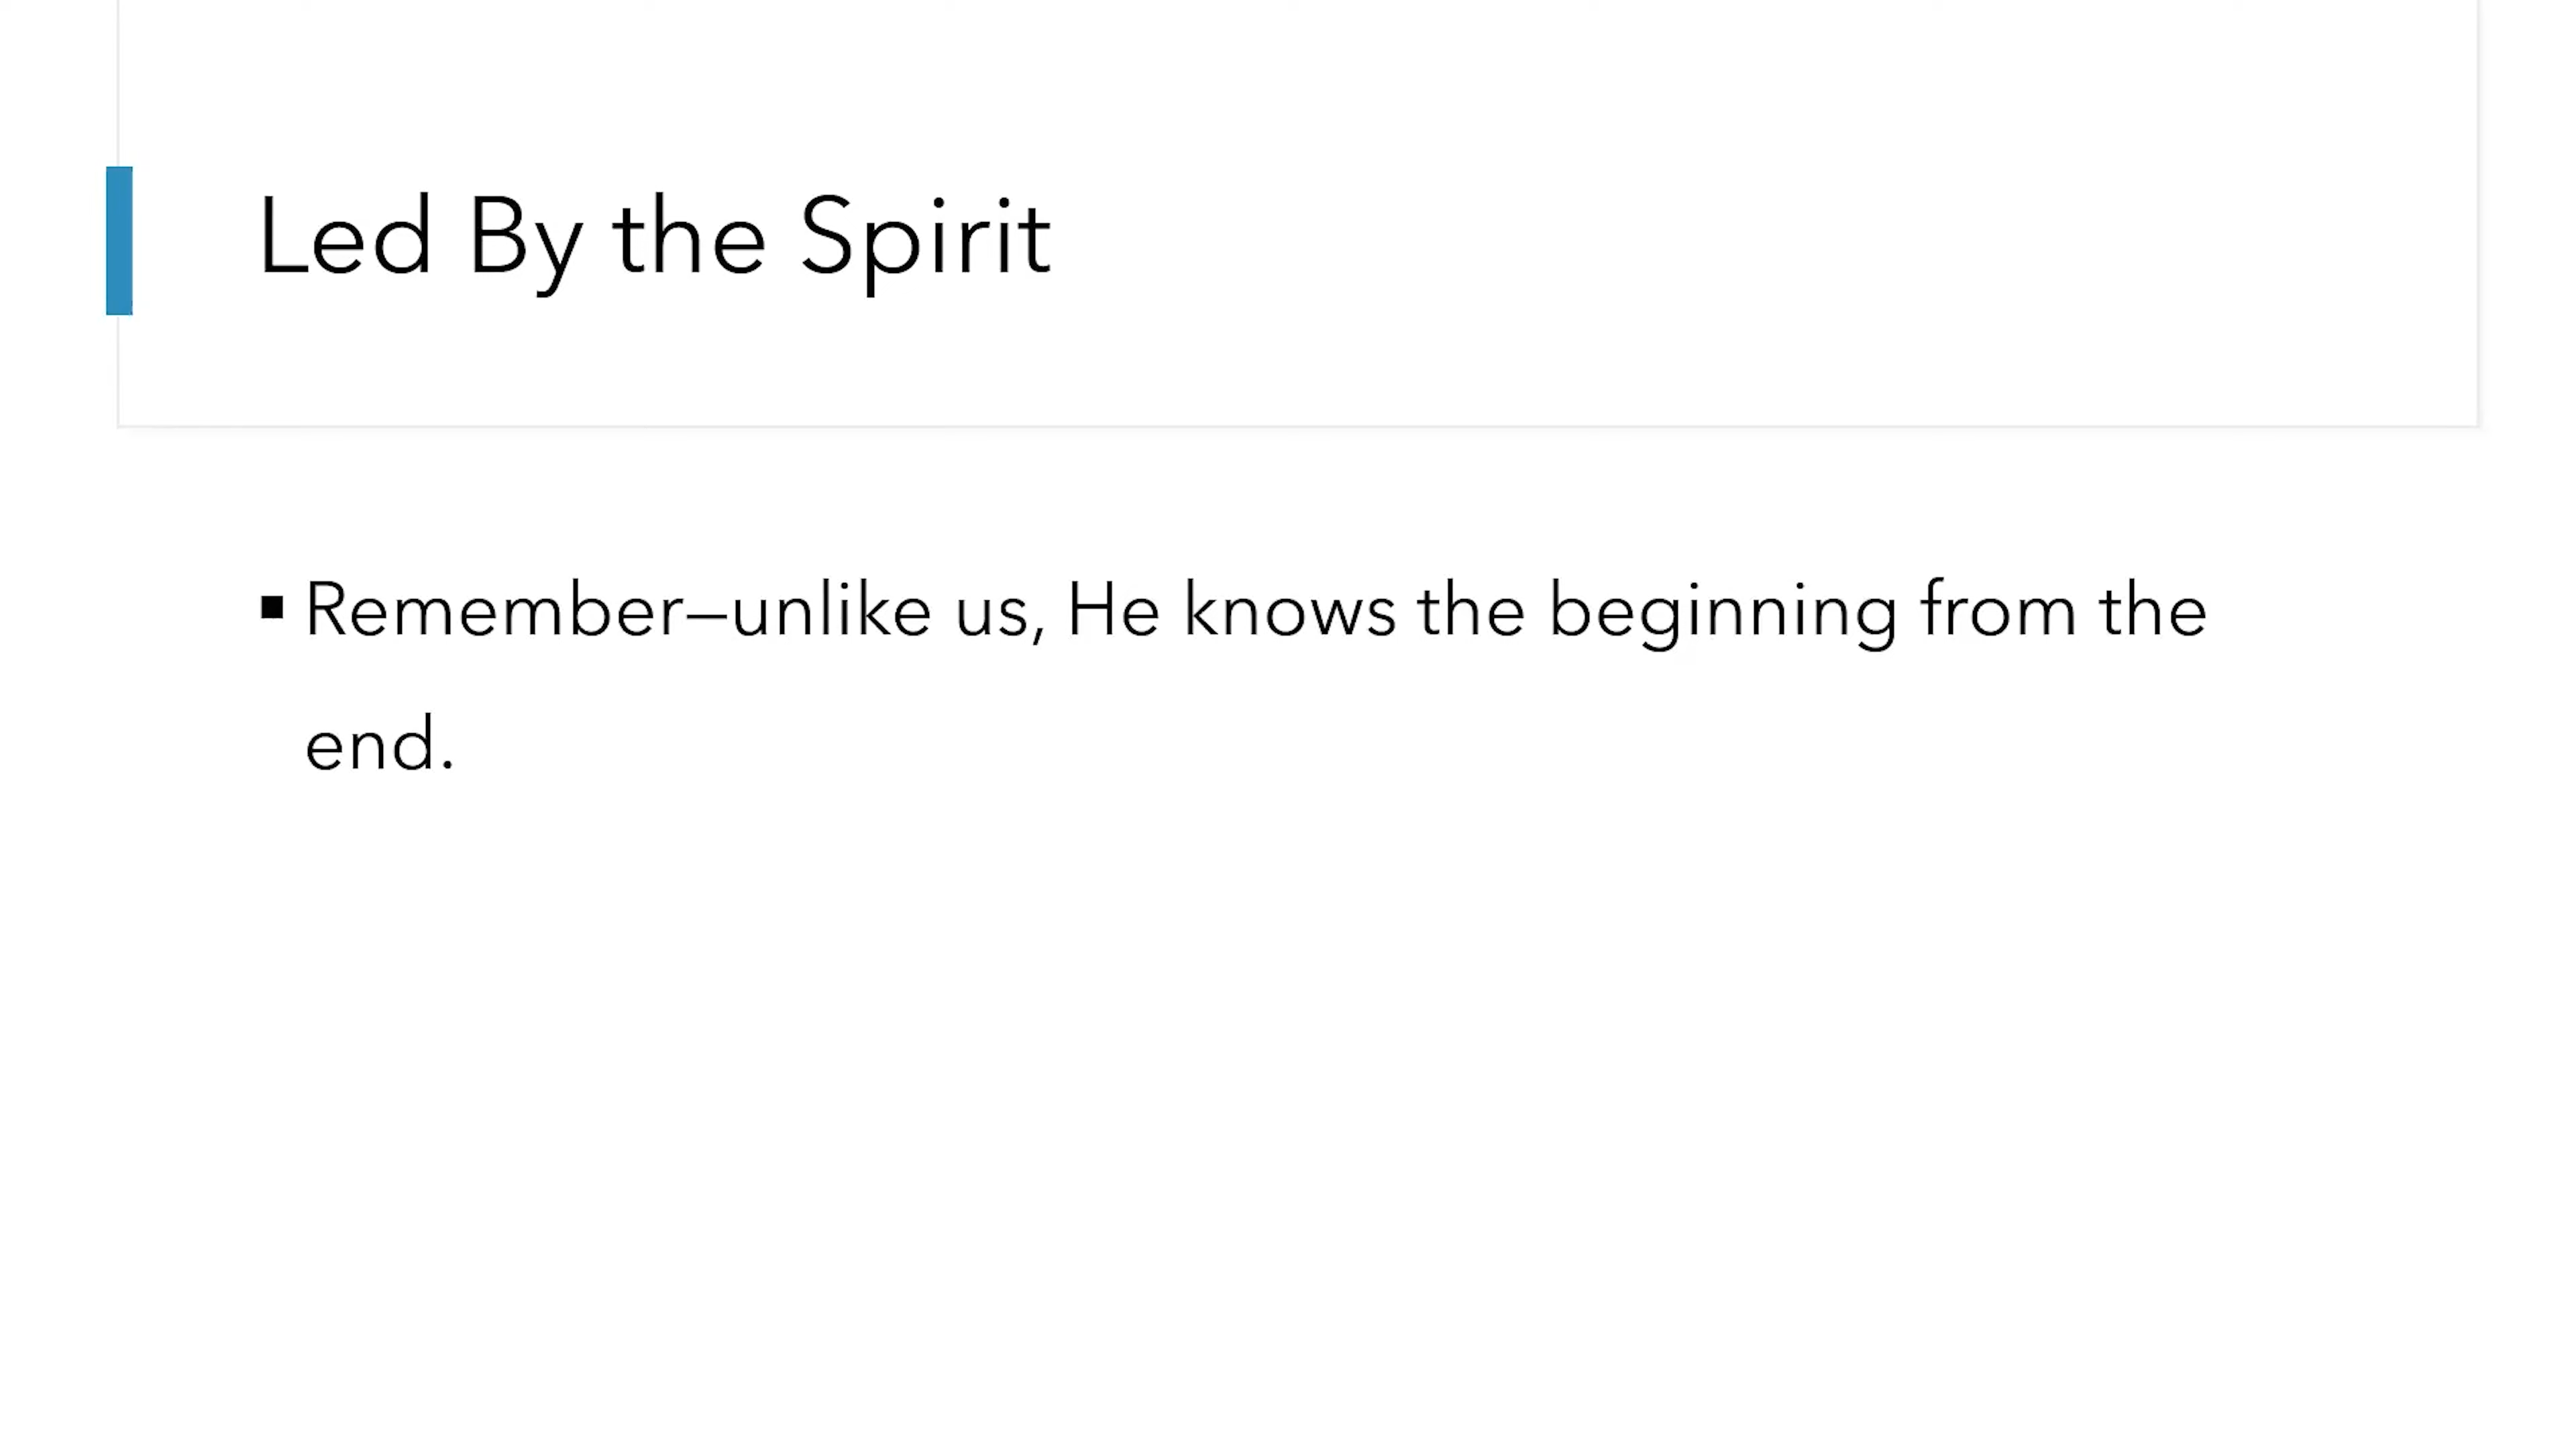 Led By the Spirit
▪ Remember—unlike us, He knows the beginning from the
end.